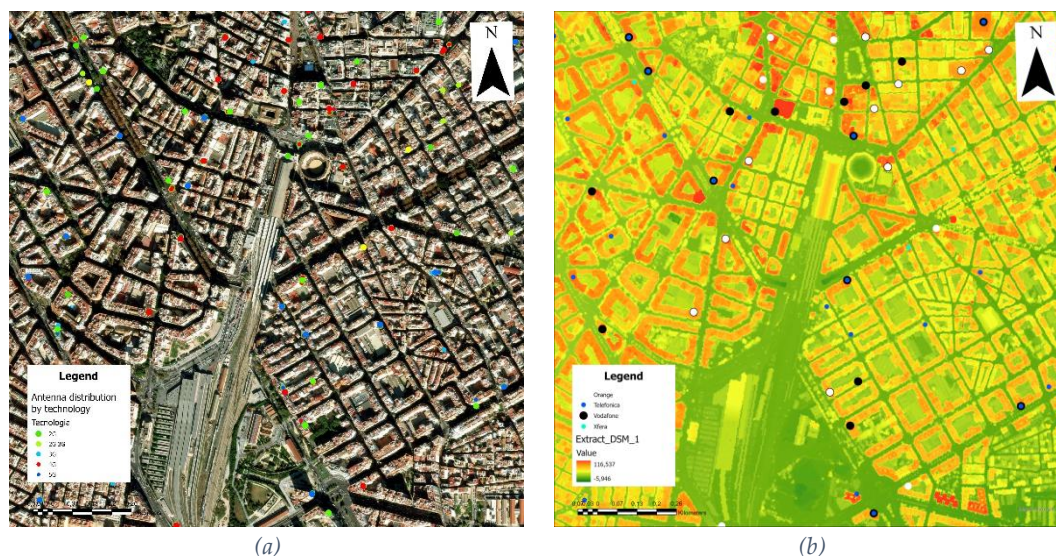 N
Legend
Antenna distribution
by technology
Tecnologia
2G
2G 3G
3G
4G
5G
(a)
N
Legend
Orange
Telefonica
Vodafone
Xfera
Extract_DSM_1
Value
116,537
-5,946
(b)